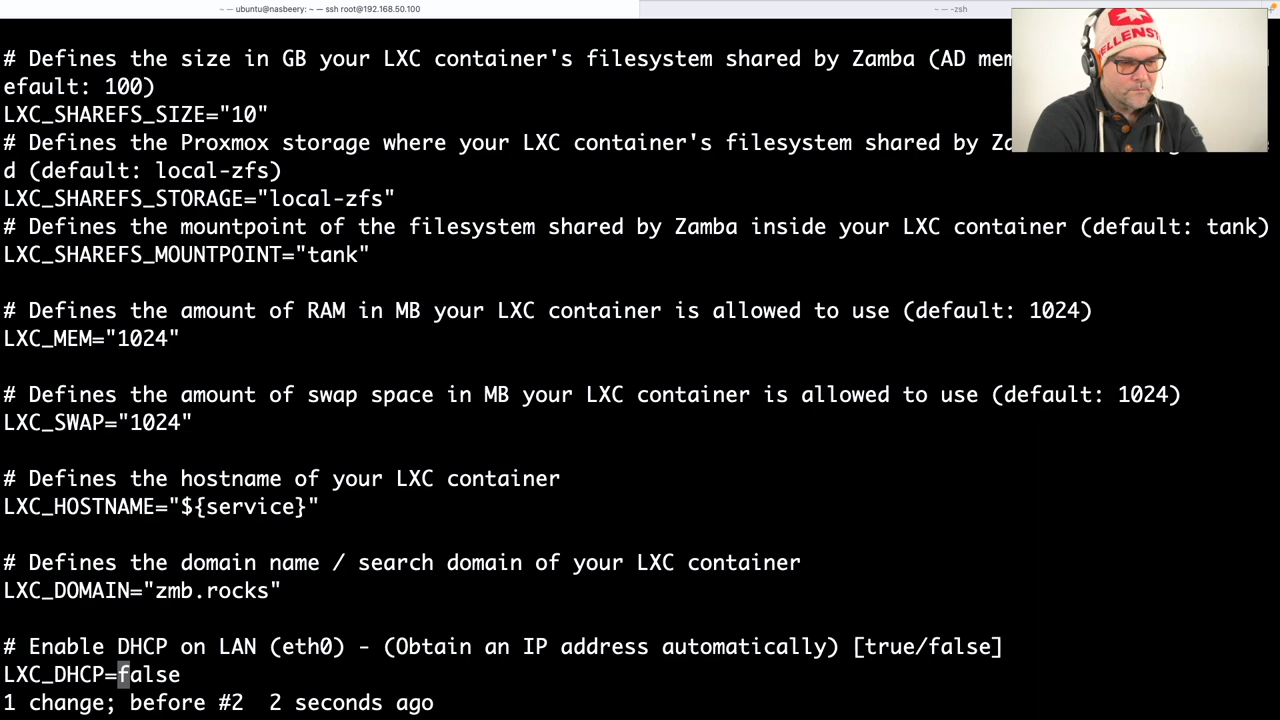 ~ — ubuntu@nasbeery: ~ — ssh root@192.168.50.100
~ — -zsh
# Defines the size in GB your LXC container's filesystem shared by Zamba (AD mem
efault: 100)
LXC_SHAREFS_SIZE="10"
# Defines the Proxmox storage where your LXC container's filesystem shared by
d (default: local-zfs)
LXC_SHAREFS_STORAGE="local-zfs"
# Defines the mountpoint of the filesystem shared by Zamba inside your LXC container (default: tank)
LXC_SHAREFS_MOUNTPOINT="tank"
# Defines the amount of RAM in MB your LXC container is allowed to use (default: 1024)
LXC_MEM="1024"
# Defines the amount of swap space in MB your LXC container is allowed to use (default: 1024)
LXC_SWAP="1024"
# Defines the hostname of your LXC container
LXC_HOSTNAME="${service}"
# Defines the domain name / search domain of your LXC container
LXC_DOMAIN="zmb.rocks"
# Enable DHCP on LAN (eth0) - (Obtain an IP address automatically) [true/false]
LXC_DHCP=false
1 change; before #2  2 seconds ago